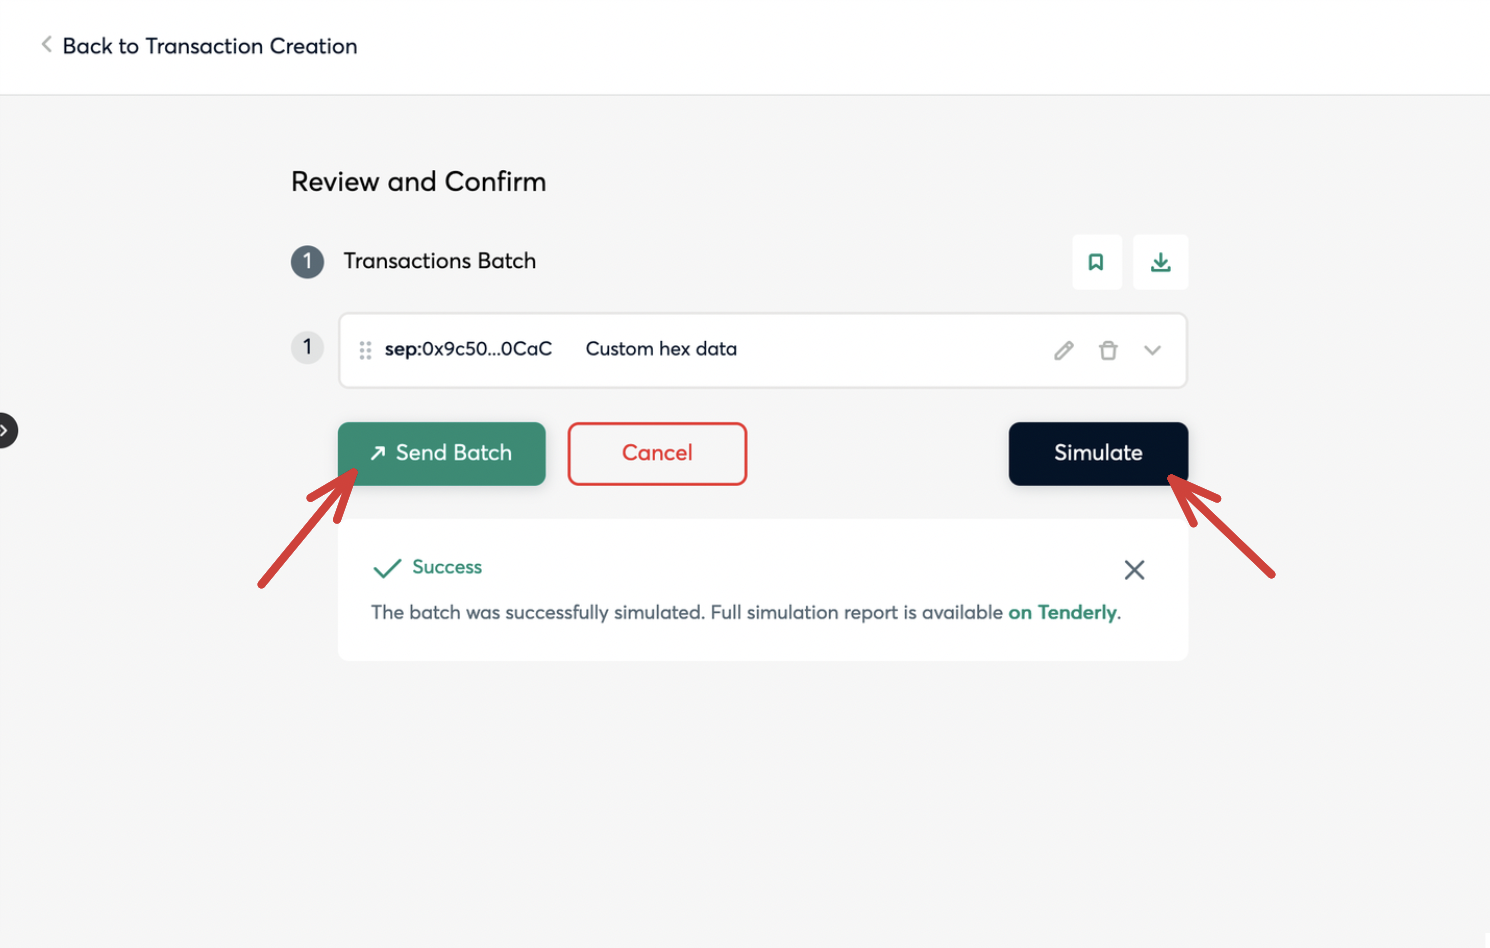 Back to Transaction Creation
Review and Confirm
1 Transactions Batch
1 sep:0x9c50...0CaC Custom hex data
Send Batch Cancel Simulate
Success
The batch was successfully simulated. Full simulation report is available on Tenderly.